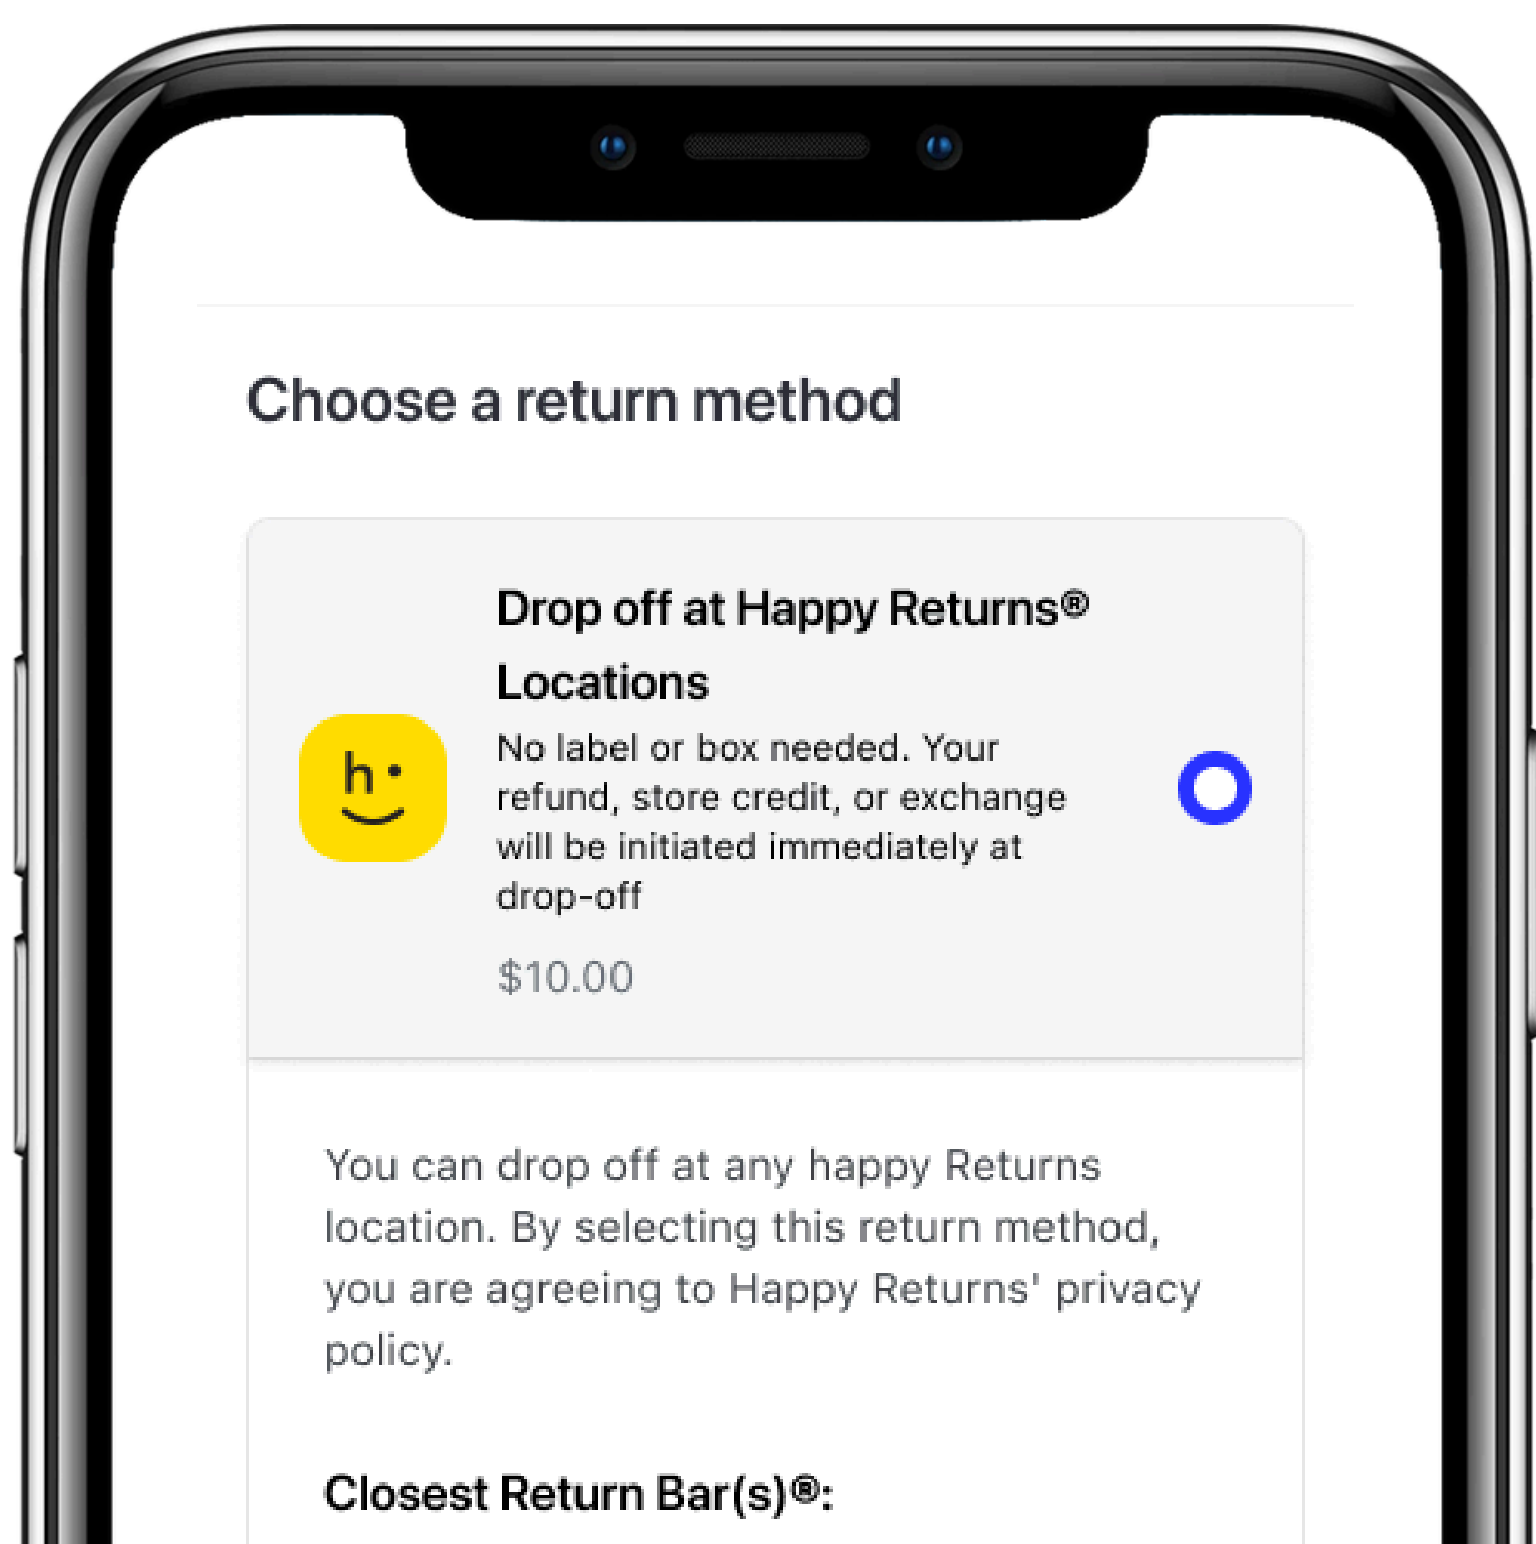 Choose a return method
Drop off at Happy Returns®
Locations
No label or box needed. Your
refund, store credit, or exchange
will be initiated immediately at
drop-off
h
$10.00
You can drop off at any happy Returns
location. By selecting this return method,
you are agreeing to Happy Returns' privacy
policy.
Closest Return Bar(s)®: